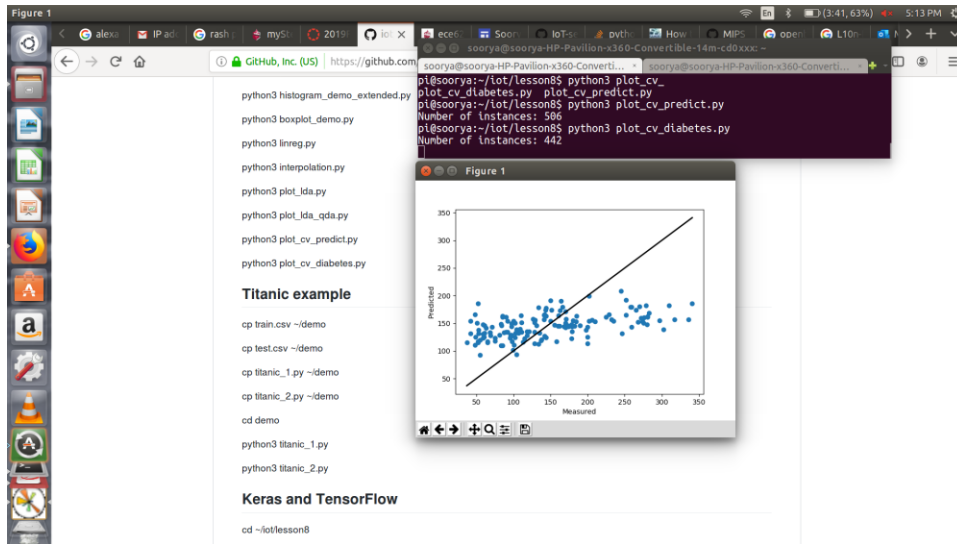 Figure 1
En
(3:41, 63%)
5:13 PM
alexa
IP add
rash
mySt
2019
ece6
Soor
IoT-se
pytho
How
MIPS
open
L10n
GitHub, Inc. (US)
https://github.com
soorya@soorya-HP-Pavilion-x360-Convertible-14m-cd0xxx: ~
soorya@soorya-HP-Pavilion-x360-Converti...
soorya@soorya-HP-Pavilion-x360-Converti...
pi@soorya:~/iot/lesson8$ python3 plot_cv_
plot_cv_diabetes.py plot_cv_predict.py
pi@soorya:~/iot/lesson8$ python3 plot_cv_predict.py
Number of instances: 506
pi@soorya:~/iot/lesson8$ python3 plot_cv_diabetes.py
Number of instances: 442
python3 histogram_demo_extended.py
python3 boxplot_demo.py
python3 linreg.py
python3 interpolation.py
python3 plot_lda.py
python3 plot_lda_qda.py
python3 plot_cv_predict.py
python3 plot_cv_diabetes.py
Titanic example
cp train.csv ~/demo
cp test.csv ~/demo
cp titanic_1.py ~/demo
cp titanic_2.py ~/demo
cd demo
python3 titanic_1.py
python3 titanic_2.py
Keras and TensorFlow
cd ~/iot/lesson8
Figure 1
350
300
250
200
150
100
50
Predicted
50 100 150 200 250 300 350
Measured